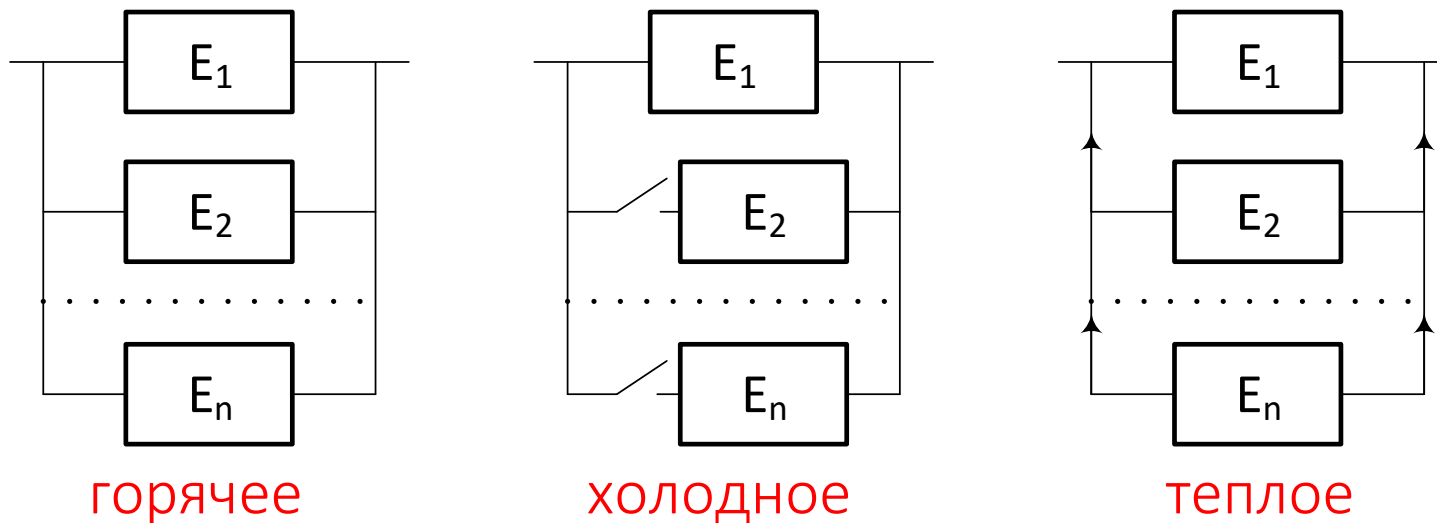 E₁ E₁ E₁
E₂ E₂ E₂
Eₙ Eₙ Eₙ
горячее холодное теплое